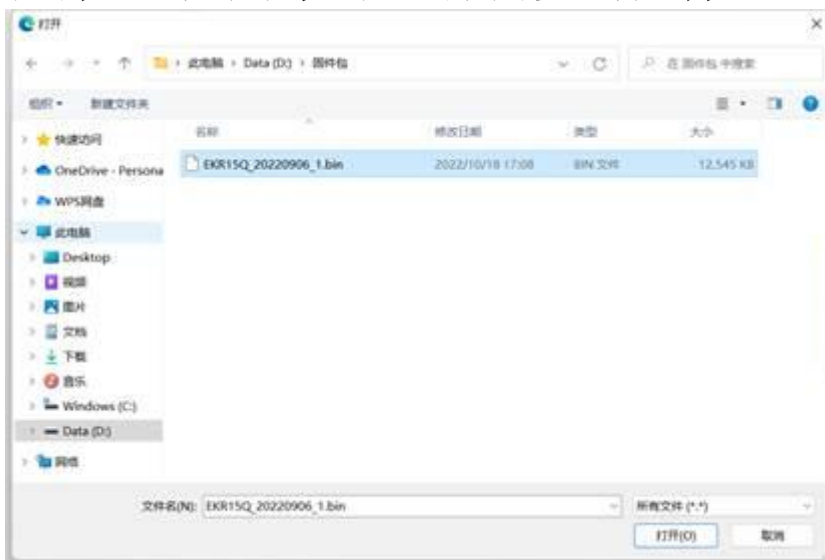 打开
此电脑 › Data (D:) › 固件包
在 固件包 中搜索
组织
新建文件夹
名称
修改日期
类型
大小
EKR15Q_20220906_1.bin
2022/10/18 17:08
BIN 文件
12,545 KB
快速访问
OneDrive - Persona
WPS网盘
此电脑
Desktop
视频
图片
文档
下载
音乐
Windows (C:)
Data (D:)
网络
文件名(N):
EKR15Q_20220906_1.bin
所有文件 (*.*)
打开(O)
取消